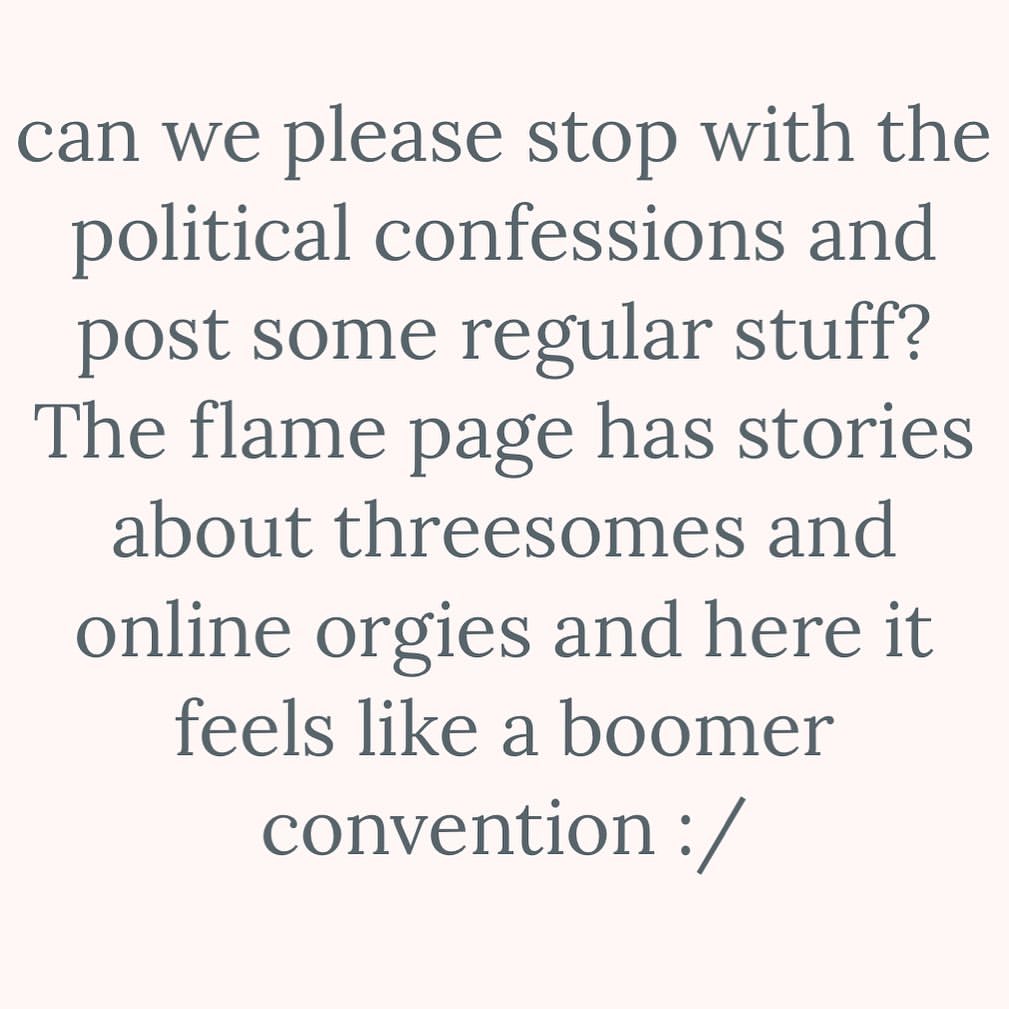 can we please stop with the
political confessions and
post some regular stuff?
The flame page has stories
about threesomes and
online orgies and here it
feels like a boomer
convention :/